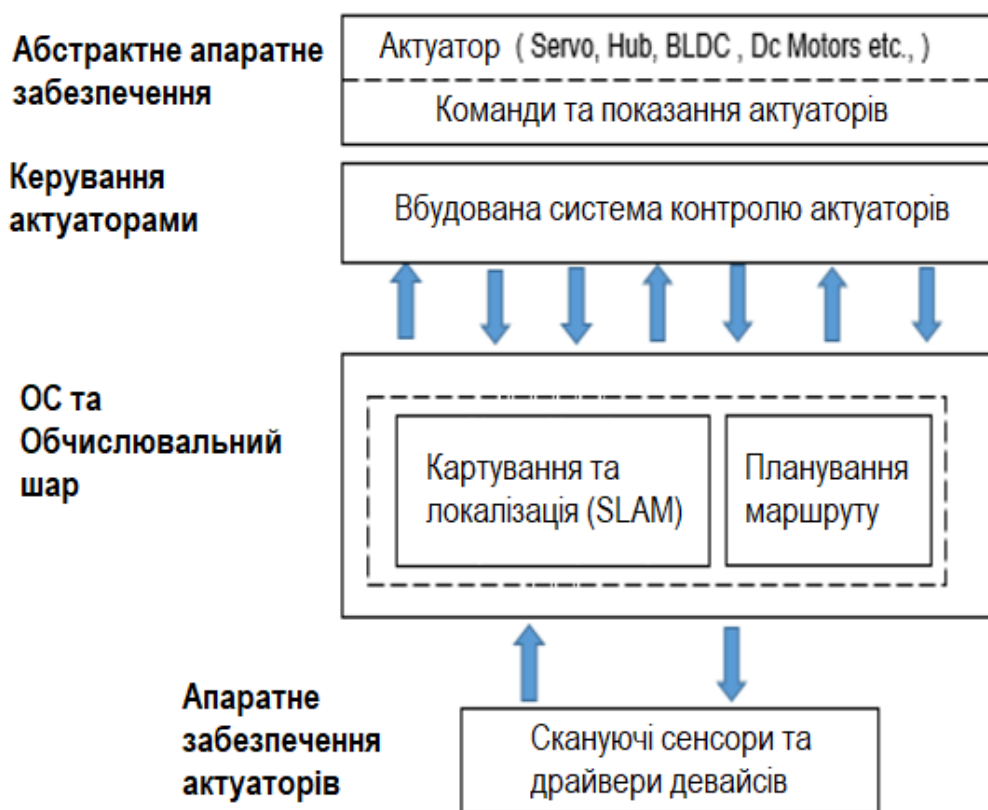 Абстрактне апаратне
забезпечення
Актуатор ( Servo, Hub, BLDC , Dc Motors etc., )
Команди та показання актуаторів
Керування
актуаторами
Вбудована система контролю актуаторів
ОС та
Обчислювальний
шар
Картування та
локалізація (SLAM)
Планування
маршруту
Апаратне
забезпечення
актуаторів
Скануючі сенсори та
драйвери девайсів